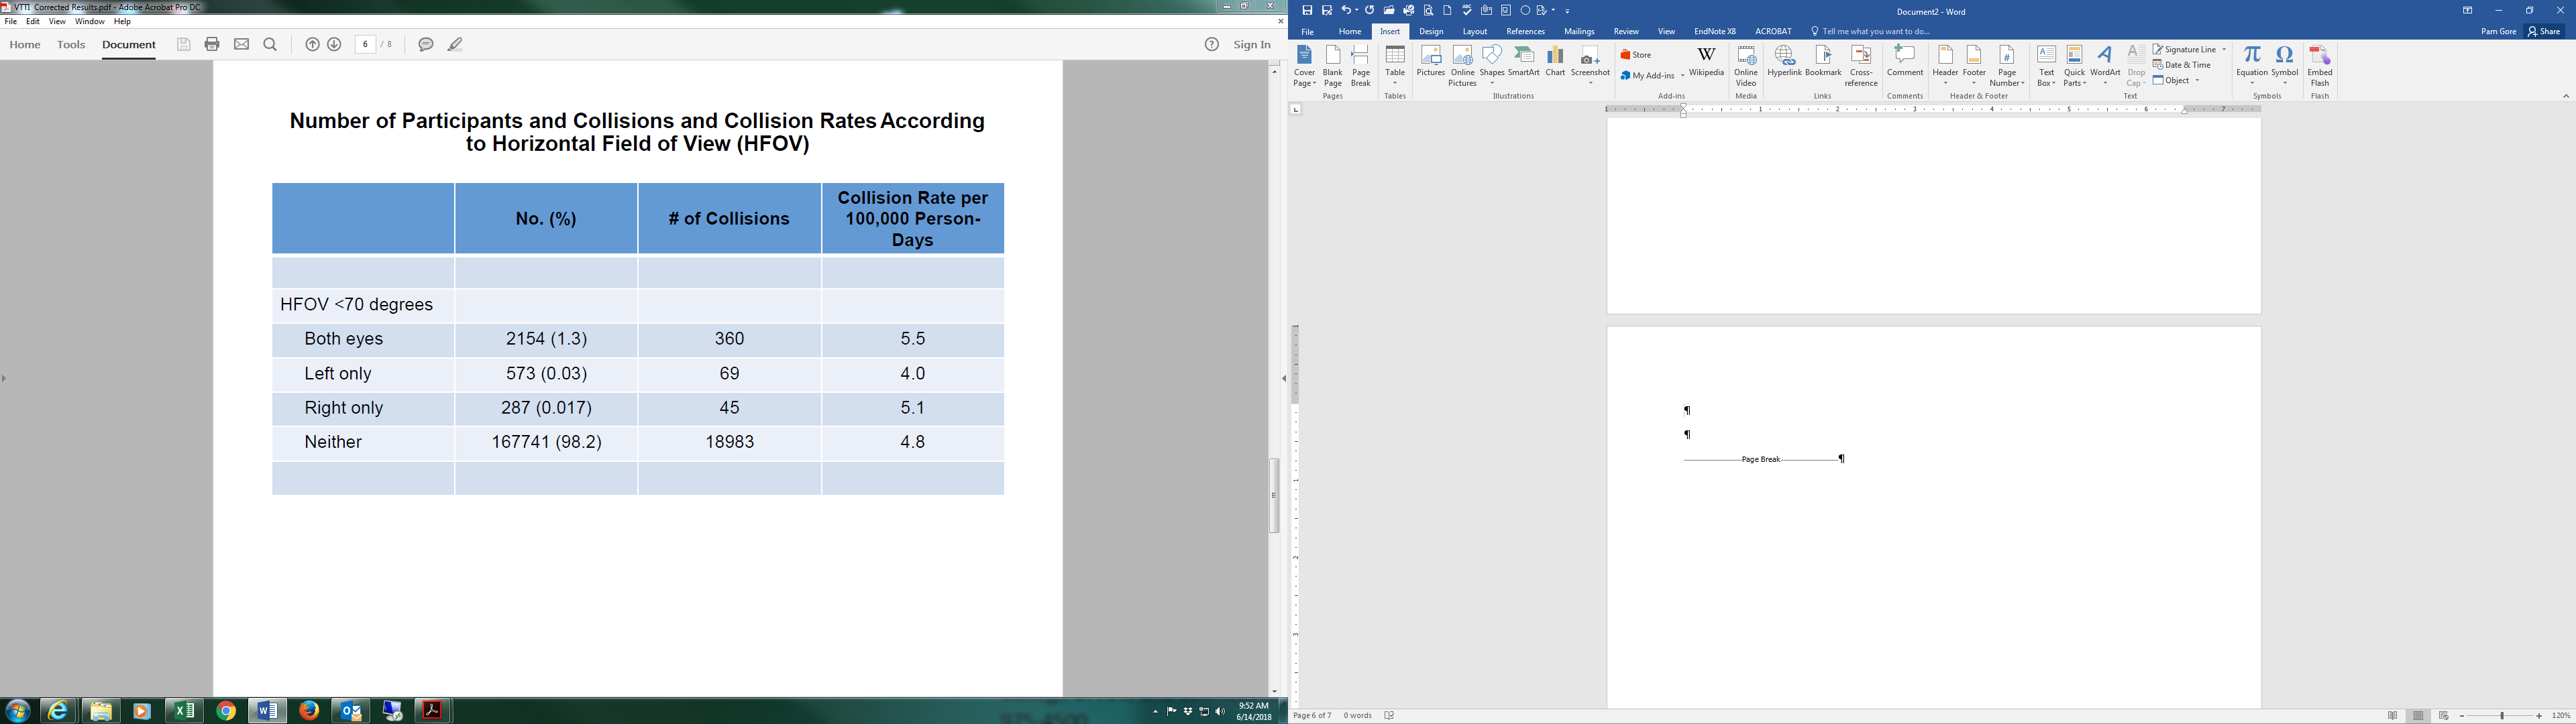 VTTI Corrected Results.pdf - Adobe Acrobat Pro DC
File Edit View Window Help
Home Tools Document 6 / 8 Sign In
Number of Participants and Collisions and Collision Rates According
to Horizontal Field of View (HFOV)
No. (%) # of Collisions Collision Rate per
100,000 Person-
Days
HFOV <70 degrees
Both eyes 2154 (1.3) 360 5.5
Left only 573 (0.03) 69 4.0
Right only 287 (0.017) 45 5.1
Neither 167741 (98.2) 18983 4.8
9:52 AM
6/14/2018
Document2 - Word
File Home Insert Design Layout References Mailings Review View EndNote X8 ACROBAT Tell me what you want to do... Pam Gore Share
Cover Page
Blank Page
Page Break
Pages
Table
Tables
Pictures
Online Pictures
Shapes
SmartArt
Chart
Screenshot
Illustrations
Store
My Add-ins
Wikipedia
Add-ins
Online Video
Media
Hyperlink
Bookmark
Cross-reference
Links
Comment
Comments
Header
Footer
Page Number
Header & Footer
Text Box
Quick Parts
WordArt
Drop Cap
Signature Line
Date & Time
Object
Text
Equation
Symbol
Symbols
Embed Flash
Flash
1 2 3 4 5 6 7
¶
¶
Page Break ¶
Page 6 of 7 0 words 120%